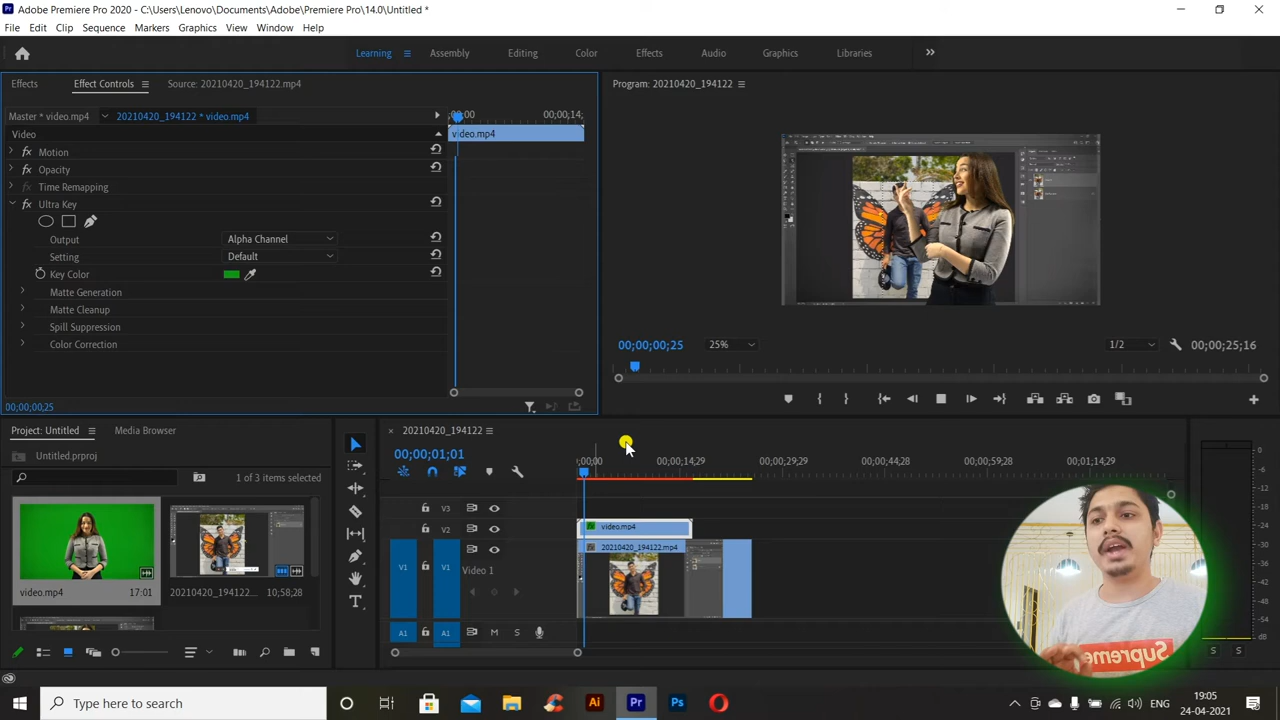 Adobe Premiere Pro 2020 - C:\Users\Lenovo\Documents\Adobe\Premiere Pro\14.0\Untitled *
File Edit Clip Sequence Markers Graphics View Window Help
Learning Assembly Editing Color Effects Audio Graphics Libraries
Effects Effect Controls Source: 20210420_194122.mp4
Program: 20210420_194122
Master * video.mp4 20210420_194122 * video.mp4
;00;00 00;00;14;
Video
video.mp4
fx Motion
fx Opacity
fx Time Remapping
fx Ultra Key
Output Alpha Channel
Setting Default
Key Color
Matte Generation
Matte Cleanup
Spill Suppression
Color Correction
00;00;00;25
00;00;00;25 25% 1/2 00;00;25;16
Project: Untitled Media Browser
Untitled.prproj
1 of 3 items selected
video.mp4 17:01
20210420_194122... 10;58;28
× 20210420_194122
00;00;01;01
;00;00 00;00;14;29 00;00;29;29 00;00;44;28 00;00;59;28 00;01;14;29
V3
V2
video.mp4
V1 V1 Video 1
20210420_194122.mp4
A1 A1 M S
0
-6
S S
Supreme
Type here to search
Ai Pr Ps
ENG
19:05
24-04-2021